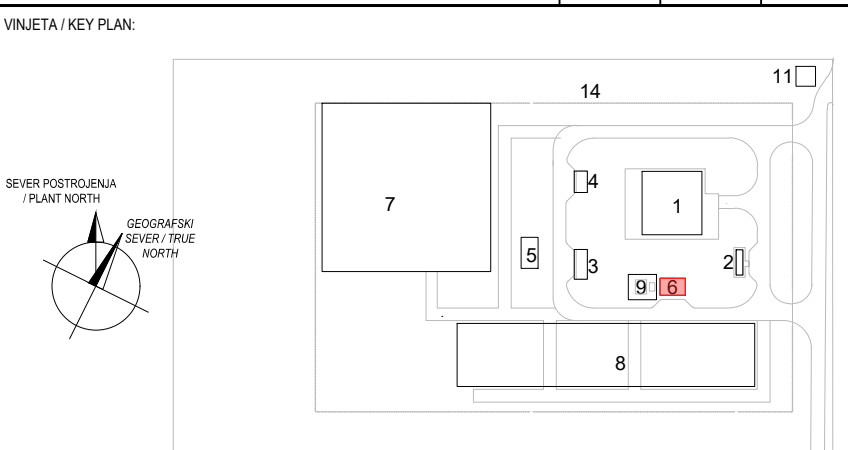 VINJETA / KEY PLAN:
11
14
SEVER POSTROJENJA
/ PLANT NORTH
GEOGRAFSKI
SEVER / TRUE
NORTH
4
7
1
5
3
2
9
6
8